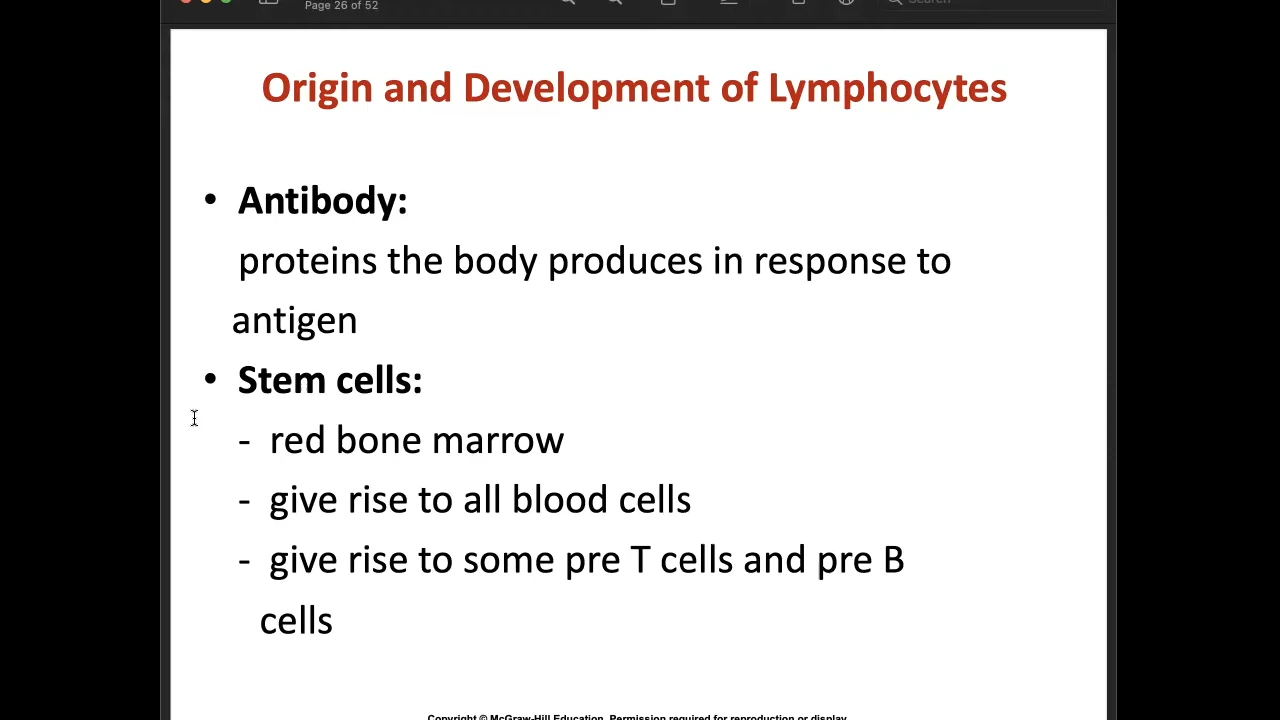 Page 26 of 52
Search
Origin and Development of Lymphocytes
• Antibody:
proteins the body produces in response to
antigen
• Stem cells:
- red bone marrow
- give rise to all blood cells
- give rise to some pre T cells and pre B
cells
Copyright © McGraw-Hill Education. Permission required for reproduction or display.